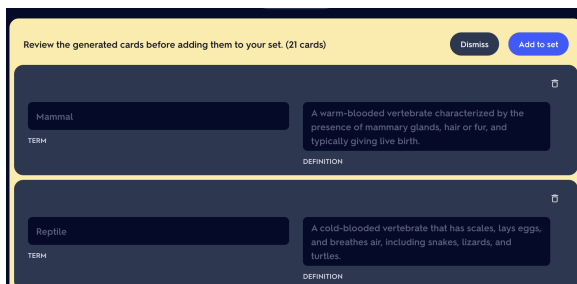 Review the generated cards before adding them to your set. (21 cards)
Dismiss
Add to set
Mammal
TERM
A warm-blooded vertebrate characterized by the
presence of mammary glands, hair or fur, and
typically giving live birth.
DEFINITION
Reptile
TERM
A cold-blooded vertebrate that has scales, lays eggs,
and breathes air, including snakes, lizards, and
turtles.
DEFINITION